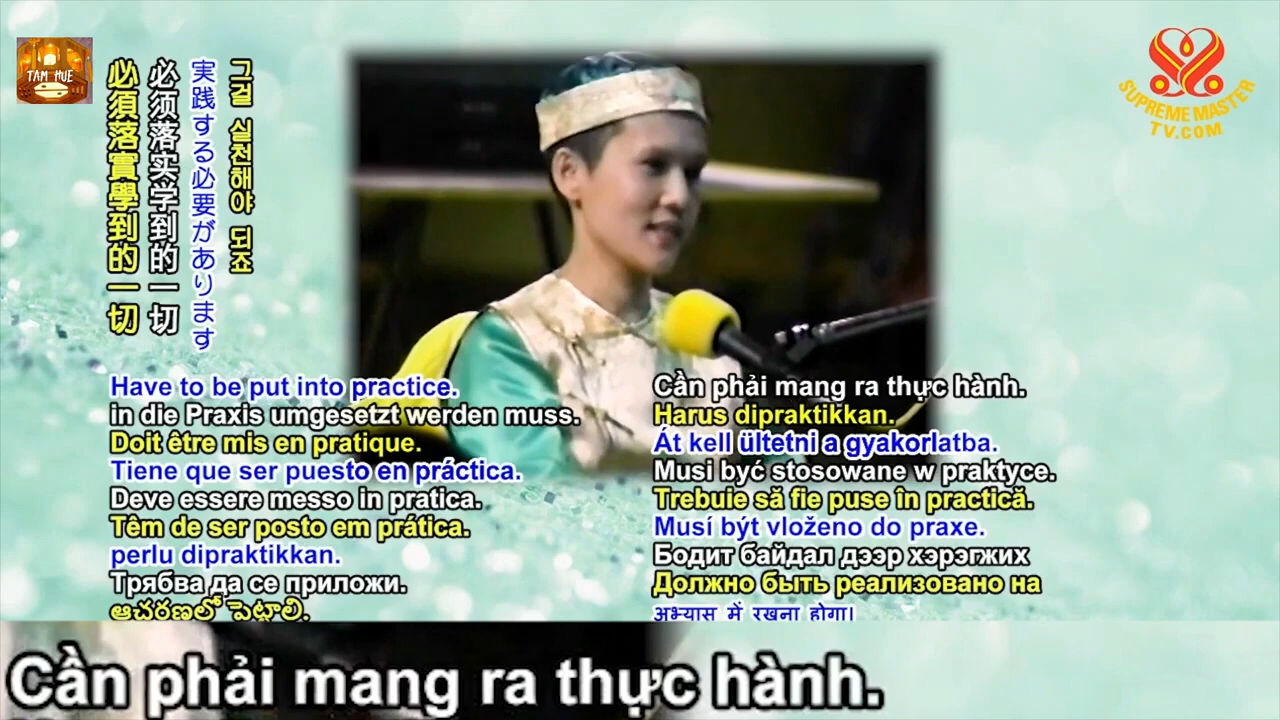 TAM HUE
SUPREME MASTER
TV.COM
必須落實學到的一切
必须落实学到的一切
実践する必要があります
그걸 실천해야 되죠
Have to be put into practice.
in die Praxis umgesetzt werden muss.
Doit être mis en pratique.
Tiene que ser puesto en práctica.
Deve essere messo in pratica.
Têm de ser posto em prática.
perlu dipraktikkan.
Трябва да се приложи.
ఆచరణలో పెట్టాలి.
Cần phải mang ra thực hành.
Harus dipraktikkan.
Át kell ültetni a gyakorlatba.
Musi być stosowane w praktyce.
Trebuie să fie puse în practică.
Musí být vloženo do praxe.
Бодит байдал дээр хэрэгжих
Должно быть реализовано на
अभ्यास में रखना होगा।
Cần phải mang ra thực hành.